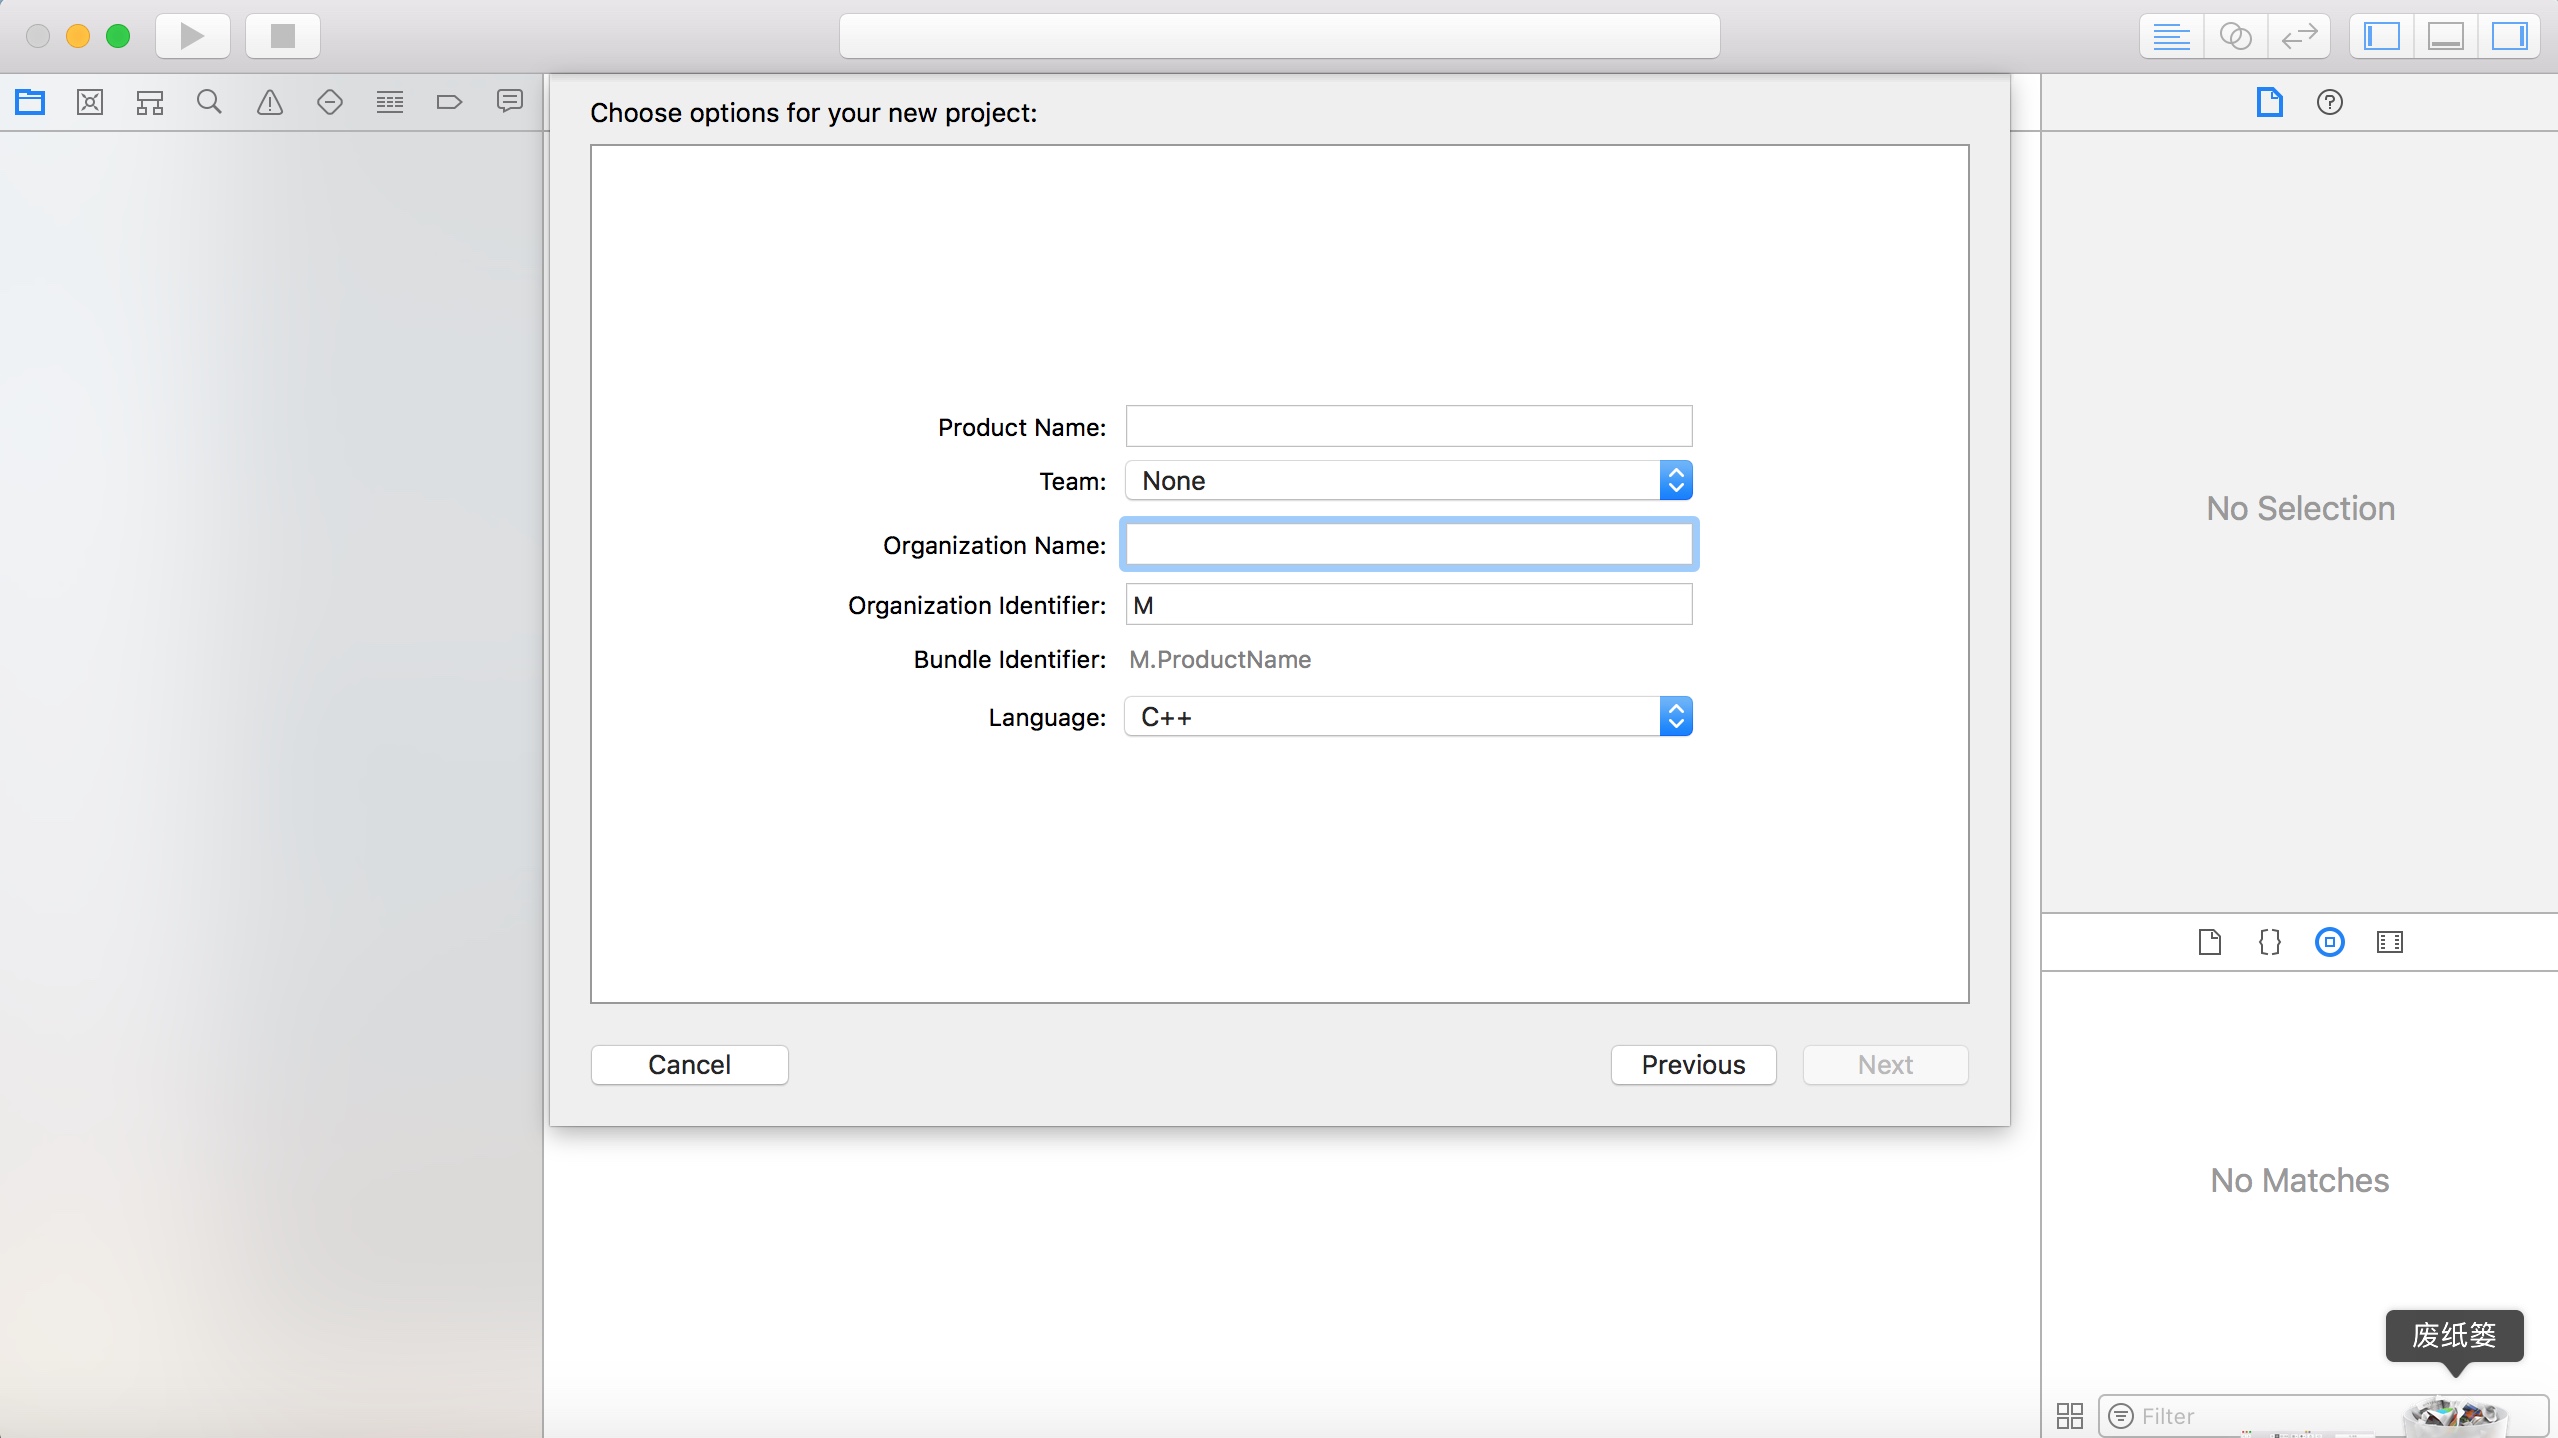 Choose options for your new project:
Product Name:
Team: None
Organization Name:
Organization Identifier: M
Bundle Identifier: M.ProductName
Language: C++
Cancel
Previous
Next
No Selection
No Matches
废纸篓
Filter